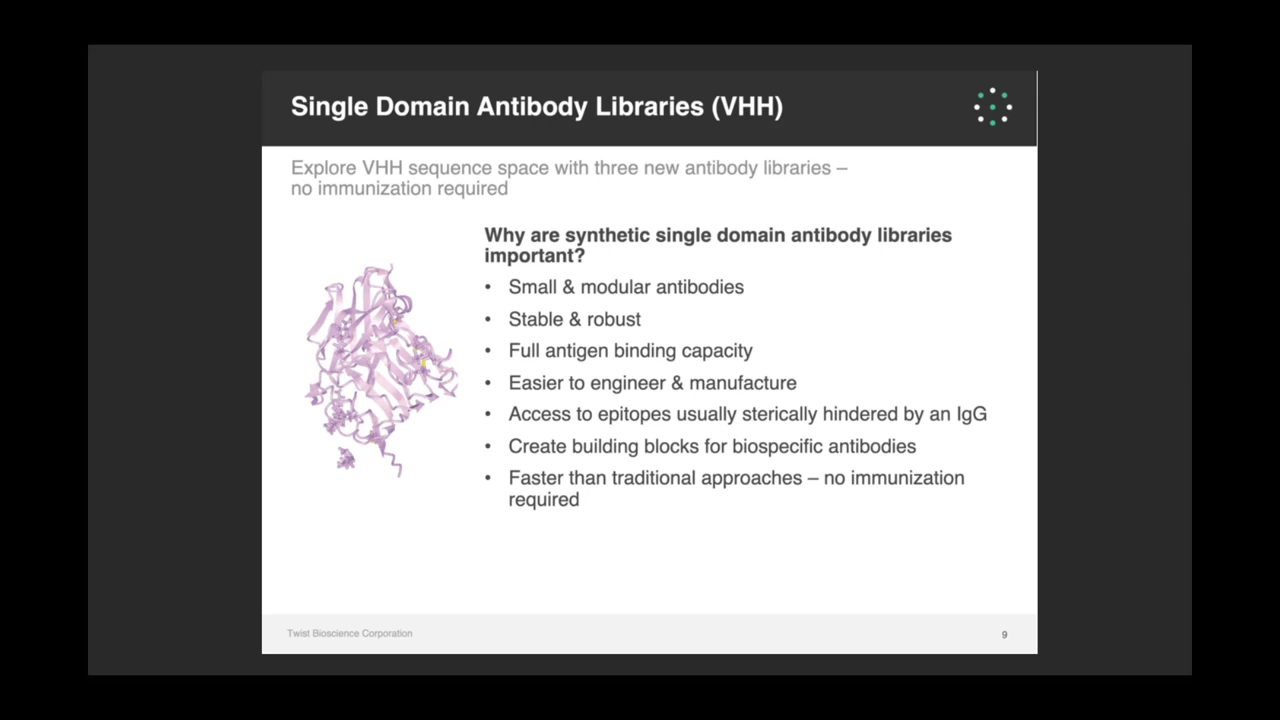 Single Domain Antibody Libraries (VHH)
Explore VHH sequence space with three new antibody libraries –
no immunization required
Why are synthetic single domain antibody libraries
important?
• Small & modular antibodies
• Stable & robust
• Full antigen binding capacity
• Easier to engineer & manufacture
• Access to epitopes usually sterically hindered by an IgG
• Create building blocks for biospecific antibodies
• Faster than traditional approaches – no immunization
required
Twist Bioscience Corporation
9